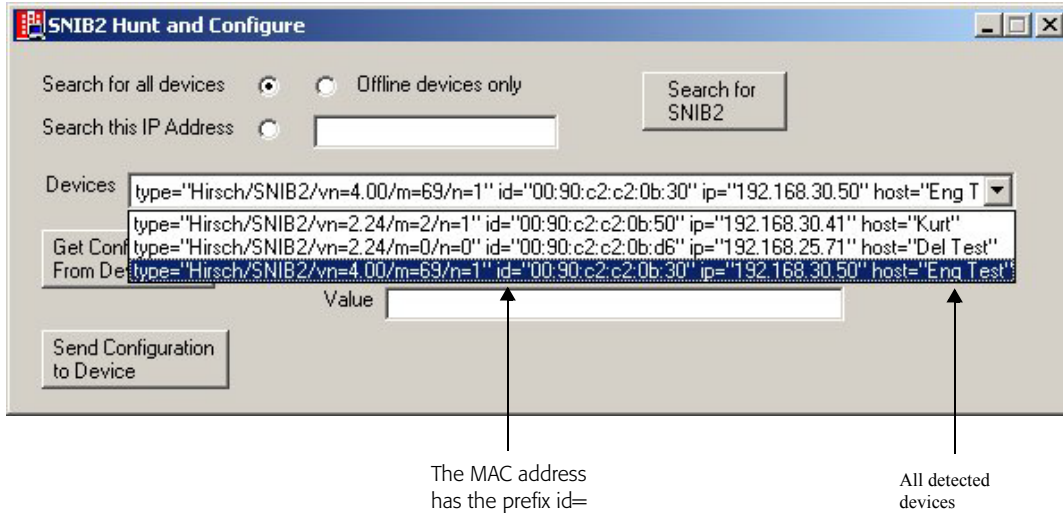 SNIB2 Hunt and Configure
Search for all devices
Offline devices only
Search for
SNIB2
Search this IP Address
Devices
type="Hirsch/SNIB2/vn=4.00/m=69/n=1" id="00:90:c2:c2:0b:30" ip="192.168.30.50" host="Eng T
type="Hirsch/SNIB2/vn=2.24/m=2/n=1" id="00:90:c2:c2:0b:50" ip="192.168.30.41" host="Kurt"
type="Hirsch/SNIB2/vn=2.24/m=0/n=0" id="00:90:c2:c2:0b:d6" ip="192.168.25.71" host="Del Test"
type="Hirsch/SNIB2/vn=4.00/m=69/n=1" id="00:90:c2:c2:0b:30" ip="192.168.30.50" host="Eng Test"
Get Conf
From De
Value
Send Configuration
to Device
The MAC address
has the prefix id=
All detected
devices